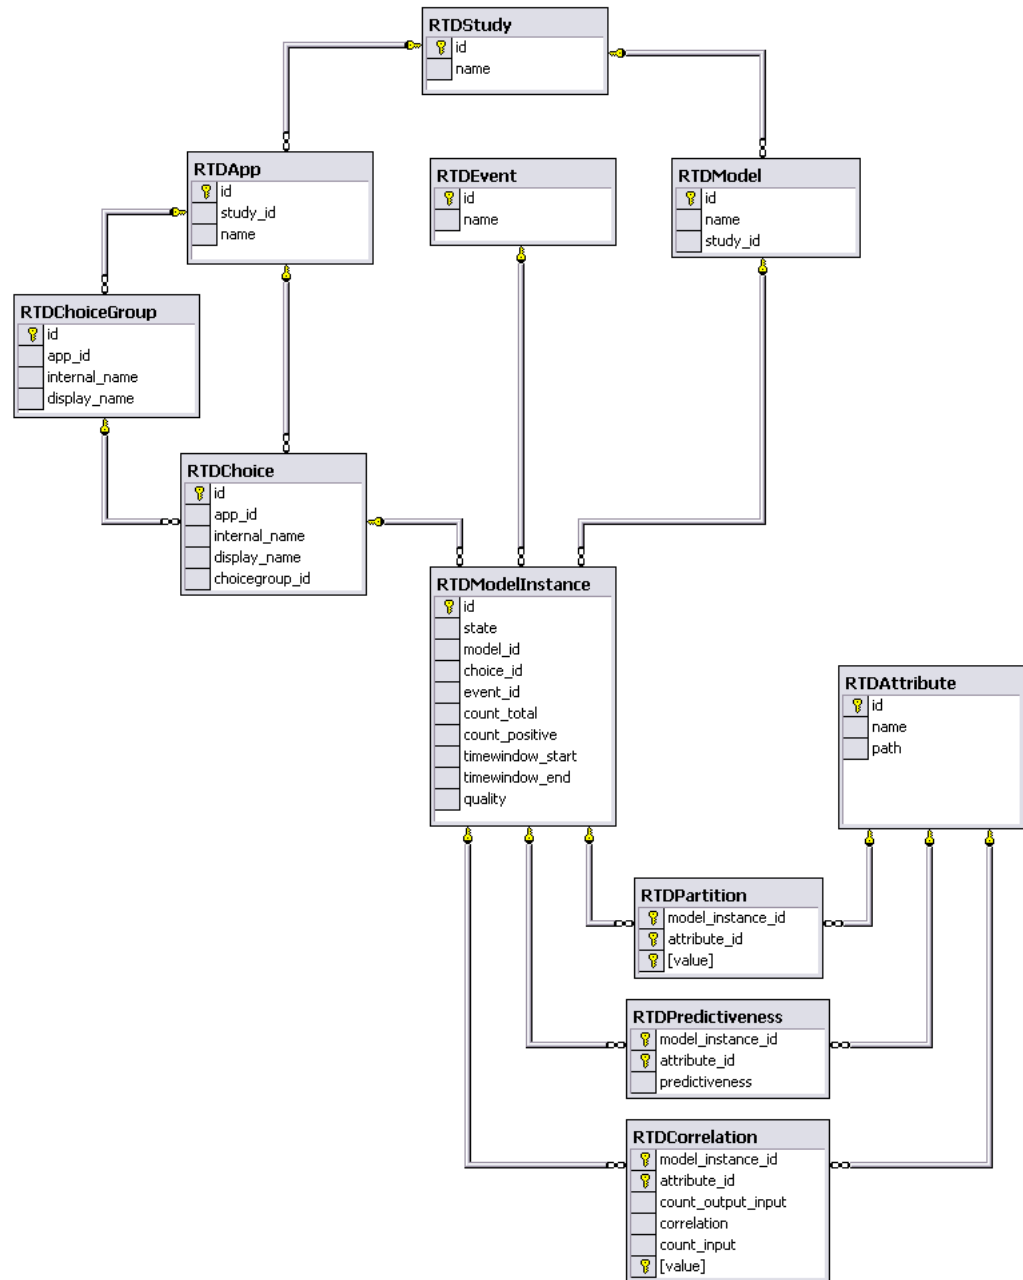 RTDStudy
id
name
RTDApp
id
study_id
name
RTDEvent
id
name
RTDModel
id
name
study_id
RTDChoiceGroup
id
app_id
internal_name
display_name
RTDChoice
id
app_id
internal_name
display_name
choicegroup_id
RTDModelInstance
id
state
model_id
choice_id
event_id
count_total
count_positive
timewindow_start
timewindow_end
quality
RTDAttribute
id
name
path
RTDPartition
model_instance_id
attribute_id
[value]
RTDPredictiveness
model_instance_id
attribute_id
predictiveness
RTDCorrelation
model_instance_id
attribute_id
count_output_input
correlation
count_input
[value]